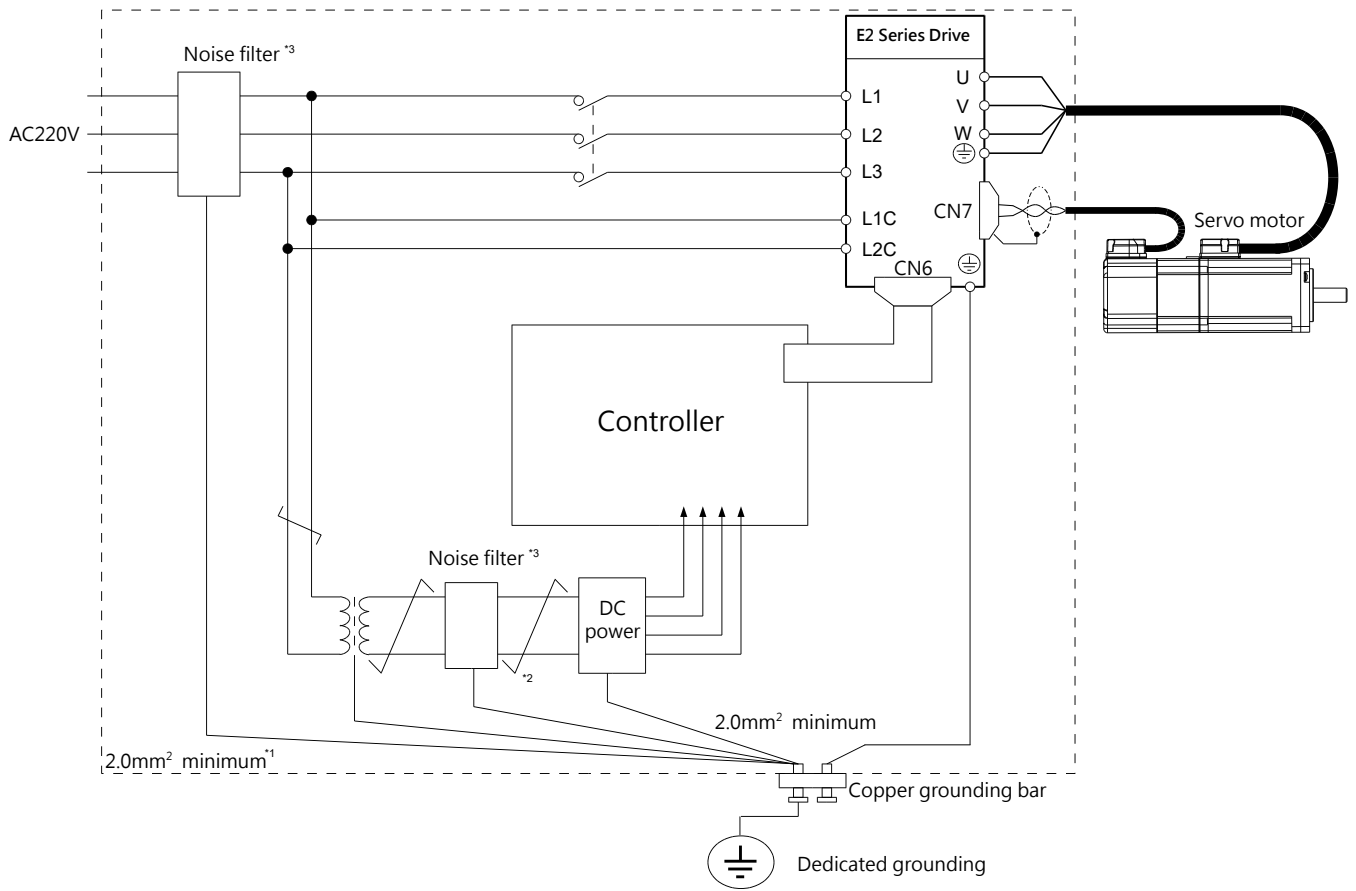 E2 Series Drive
Noise filter *3
U
L1
V
AC220V
L2
W
L3
CN7
L1C
Servo motor
L2C
CN6
Controller
Noise filter *3
DC
power
*2
2.0mm² minimum
2.0mm² minimum*1
Copper grounding bar
Dedicated grounding